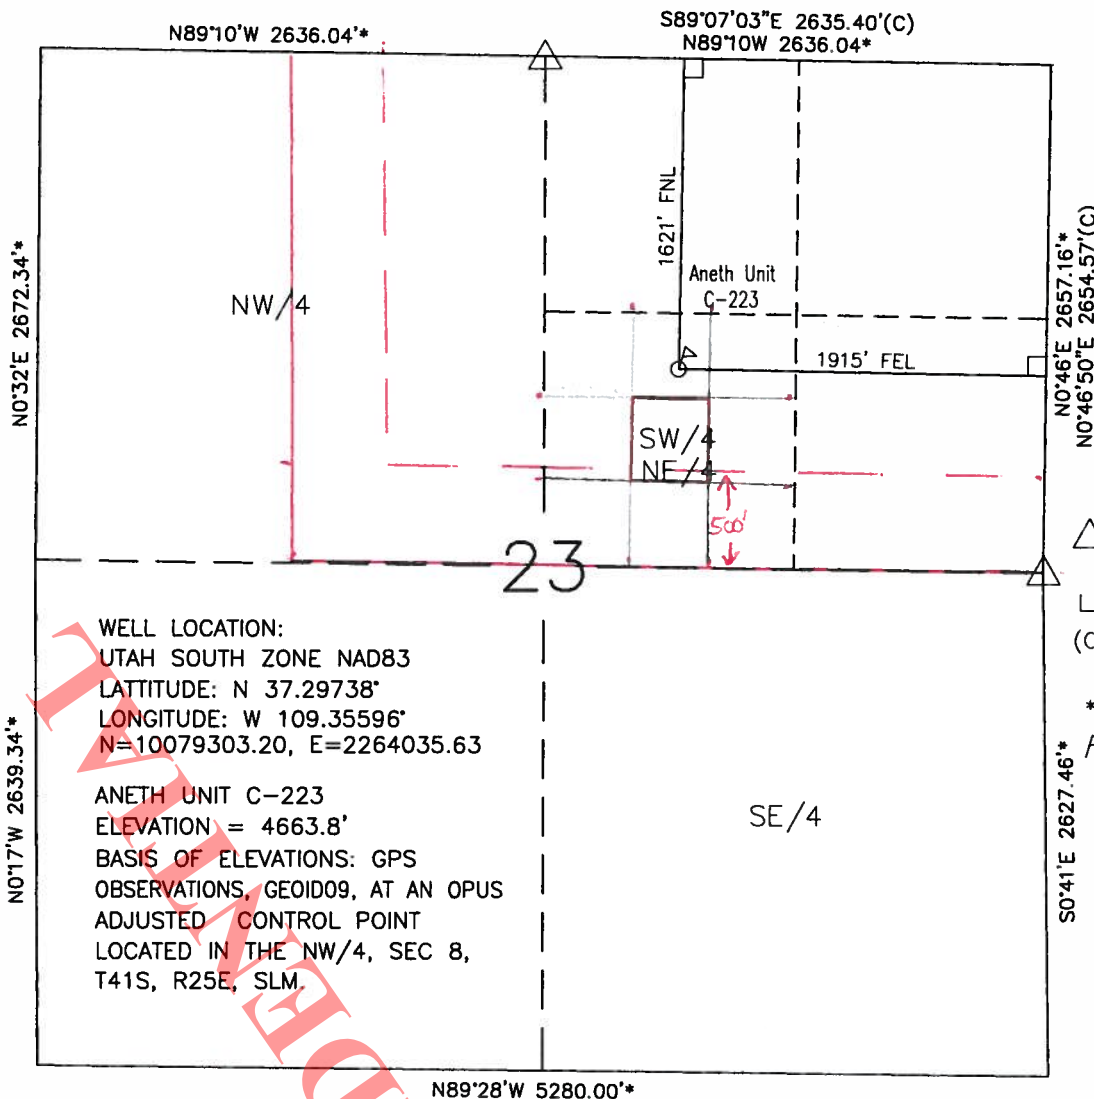 S89°07'03"E 2635.40'(C)
N89°10'W 2636.04'*
N89°10W 2636.04'*
N0°32'E 2672.34'*
NW/4
1621' FNL
Aneth Unit
C-223
1915' FEL
N0°46'E 2657.16'*
N0°46'50"E 2654.57'(C)
SW/4
NE/4
500'
23
WELL LOCATION:
UTAH SOUTH ZONE NAD83
LATTITUDE: N 37.29738°
LONGITUDE: W 109.35596°
N=10079303.20, E=2264035.63
N0°17'W 2639.34'*
ANETH UNIT C-223
ELEVATION = 4663.8'
BASIS OF ELEVATIONS: GPS
OBSERVATIONS, GEOID09, AT AN OPUS
ADJUSTED CONTROL POINT
LOCATED IN THE NW/4, SEC 8,
T41S, R25E, SLM.
SE/4
S0°41'E 2627.46'*
(C
*
DENTIAL
N89°28'W 5280.00'*